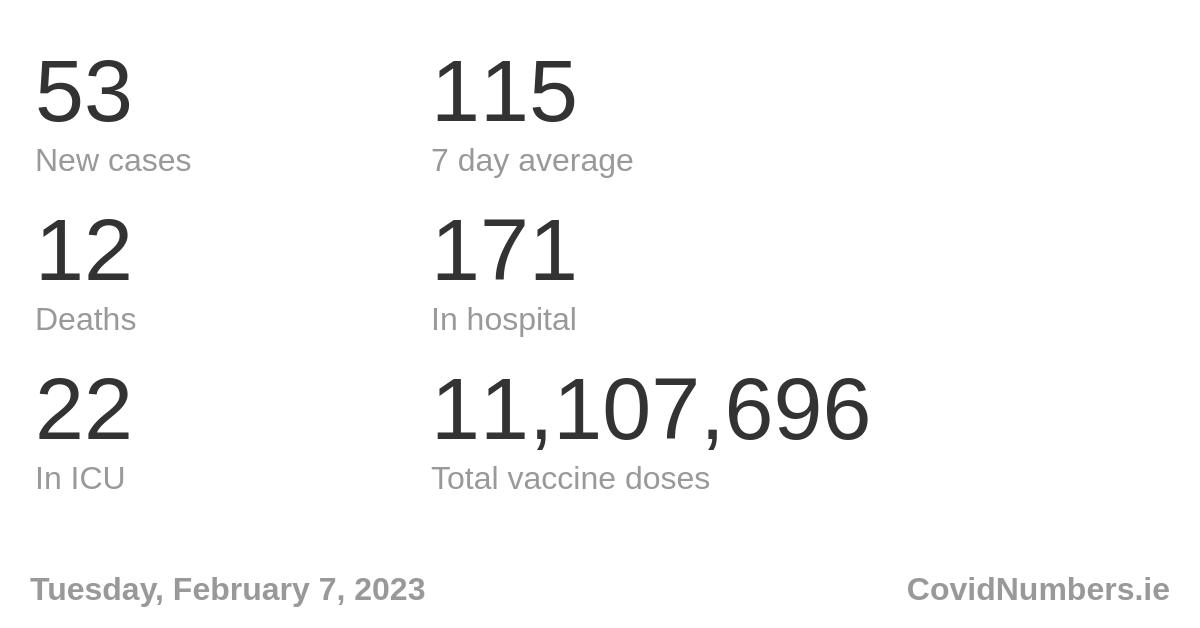 53 115
New cases 7 day average
12 171
Deaths In hospital
22 11,107,696
In ICU Total vaccine doses
Tuesday, February 7, 2023 CovidNumbers.ie